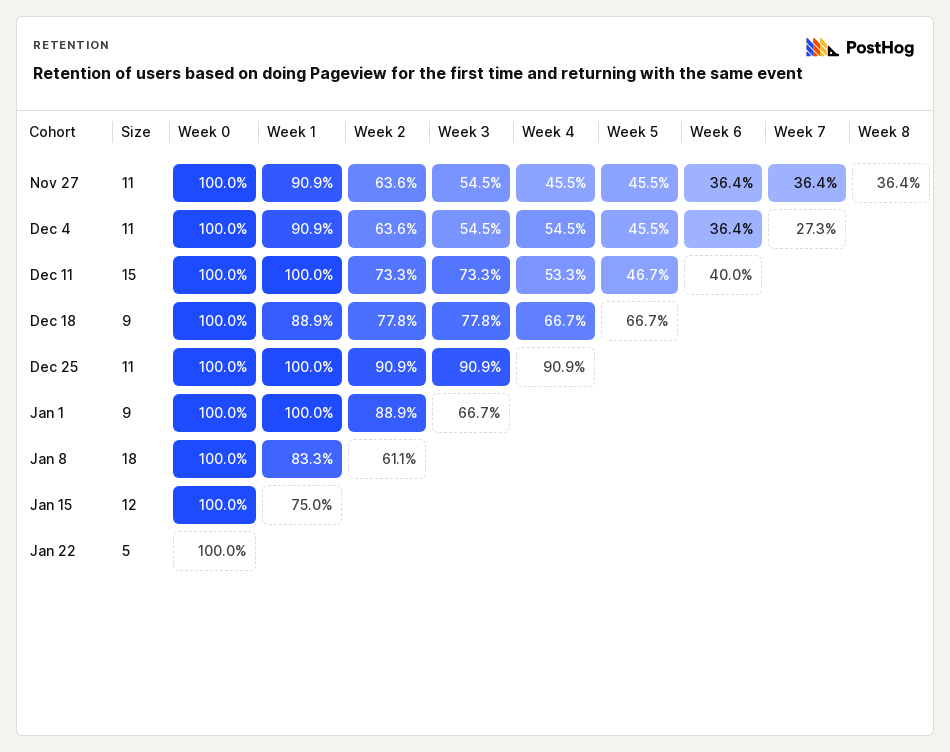 RETENTION
PostHog
Retention of users based on doing Pageview for the first time and returning with the same event
Cohort Size Week 0 Week 1 Week 2 Week 3 Week 4 Week 5 Week 6 Week 7 Week 8
Nov 27 11 100.0% 90.9% 63.6% 54.5% 45.5% 45.5% 36.4% 36.4% 36.4%
Dec 4 11 100.0% 90.9% 63.6% 54.5% 54.5% 45.5% 36.4% 27.3%
Dec 11 15 100.0% 100.0% 73.3% 73.3% 53.3% 46.7% 40.0%
Dec 18 9 100.0% 88.9% 77.8% 77.8% 66.7% 66.7%
Dec 25 11 100.0% 100.0% 90.9% 90.9% 90.9%
Jan 1 9 100.0% 100.0% 88.9% 66.7%
Jan 8 18 100.0% 83.3% 61.1%
Jan 15 12 100.0% 75.0%
Jan 22 5 100.0%